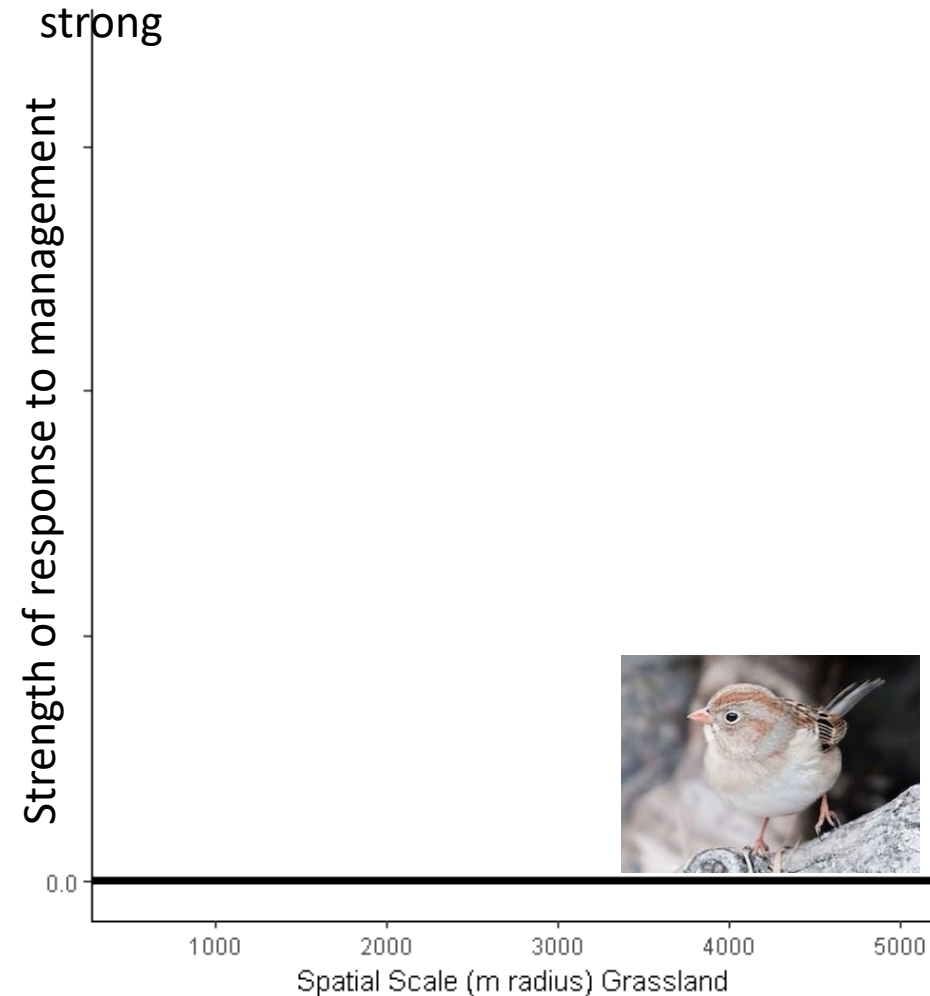 strong
Strength of response to management
0.0
1000 2000 3000 4000 5000
Spatial Scale (m radius) Grassland